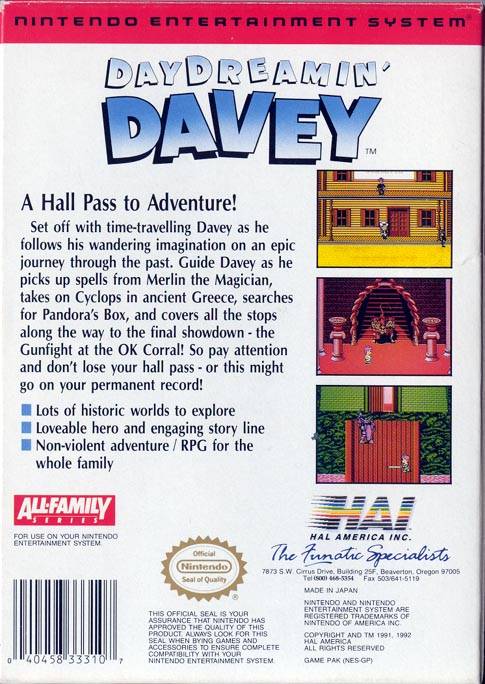 NINTENDO ENTERTAINMENT SYSTEM®
DAYDREAMIN'
DAVEY™
A Hall Pass to Adventure!
Set off with time-travelling Davey as he
follows his wandering imagination on an epic
journey through the past. Guide Davey as he
picks up spells from Merlin the Magician,
takes on Cyclops in ancient Greece, searches
for Pandora's Box, and covers all the stops
along the way to the final showdown - the
Gunfight at the OK Corral! So pay attention
and don't lose your hall pass - or this might
go on your permanent record!
Lots of historic worlds to explore
Loveable hero and engaging story line
Non-violent adventure / RPG for the
whole family
ALL-FAMILY
SERIES
FOR USE ON YOUR NINTENDO
ENTERTAINMENT SYSTEM
0 40458 33310 7
Official
Nintendo
Seal of Quality
®
THIS OFFICIAL SEAL IS YOUR
ASSURANCE THAT NINTENDO HAS
APPROVED THE QUALITY OF THIS
PRODUCT. ALWAYS LOOK FOR THIS
SEAL WHEN BYING GAMES AND
ACCESSORIES TO ENSURE COMPLETE
COMPATIBILITY WITH YOUR
NINTENDO ENTERTAINMENT SYSTEM.
HAL
HAL AMERICA INC.
The Funatic Specialists
7873 S.W. Cirrus Drive, Building 25F, Beaverton, Oregon 97005
Tel (800) 468-5354 Fax 503/641-5119
MADE IN JAPAN
NINTENDO AND NINTENDO
ENTERTAINMENT SYSTEM ARE
REGISTERED TRADEMARKS OF
NINTENDO OF AMERICA INC.
COPYRIGHT AND TM 1991, 1992
HAL AMERICA
ALL RIGHTS RESERVED
GAME PAK (NES-GP)